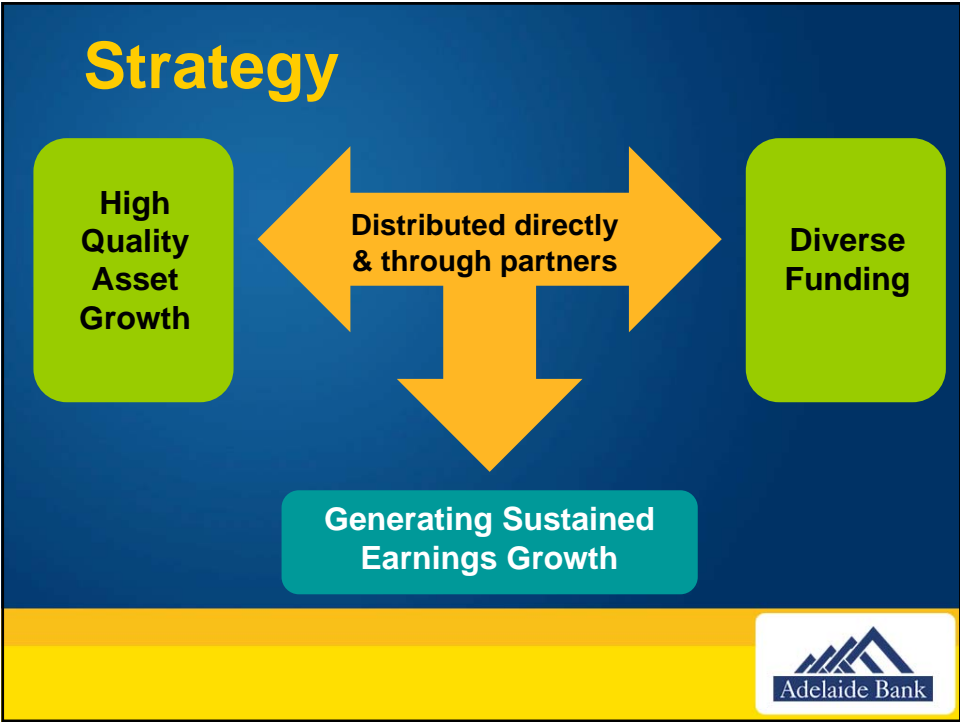 Strategy
High
Quality
Asset
Growth
Distributed directly
& through partners
Diverse
Funding
Generating Sustained
Earnings Growth
Adelaide Bank